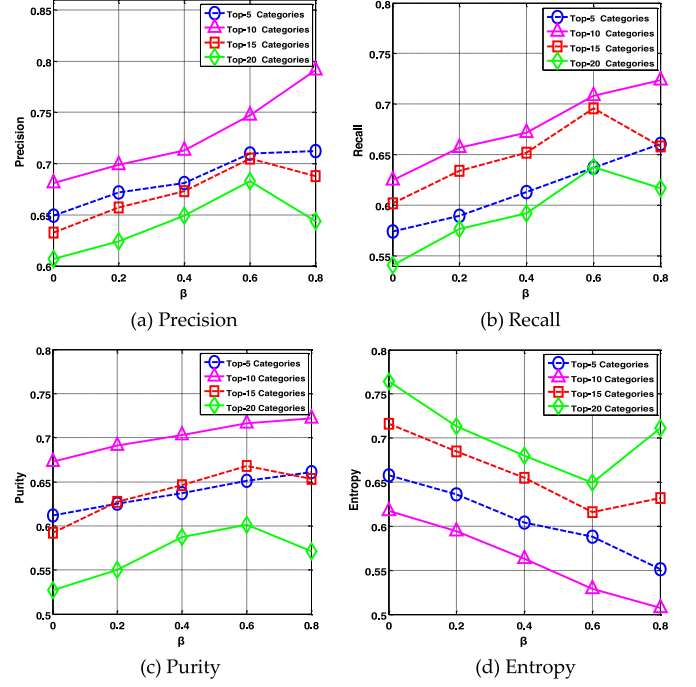 Top-5 Categories
Top-10 Categories
Top-15 Categories
Top-20 Categories
0.85
0.8
0.75
0.7
0.65
0.6
Precision
0 0.2 0.4 0.6 0.8
β
(a) Precision
Top-5 Categories
Top-10 Categories
Top-15 Categories
Top-20 Categories
0.8
0.75
0.7
0.65
0.6
0.55
Recall
0 0.2 0.4 0.6 0.8
β
(b) Recall
Top-5 Categories
Top-10 Categories
Top-15 Categories
Top-20 Categories
0.8
0.75
0.7
0.65
0.6
0.55
0.5
Purity
0 0.2 0.4 0.6 0.8
β
(c) Purity
Top-5 Categories
Top-10 Categories
Top-15 Categories
Top-20 Categories
0.8
0.75
0.7
0.65
0.6
0.55
0.5
Entropy
0 0.2 0.4 0.6 0.8
β
(d) Entropy